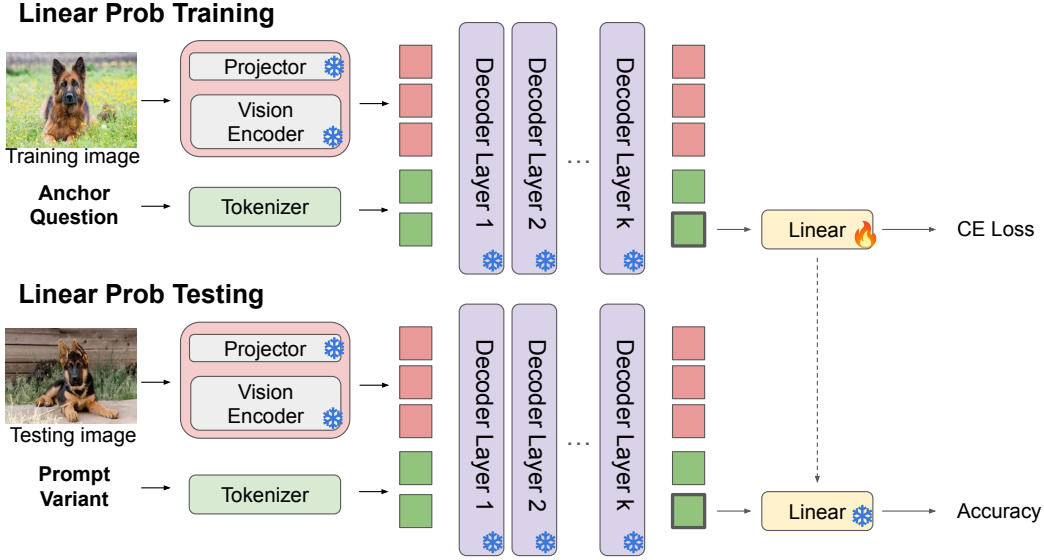 Linear Prob Training
Projector
Vision
Encoder
Training image
Anchor
Question
Tokenizer
Decoder Layer 1
Decoder Layer 2
...
Decoder Layer k
Linear
CE Loss
Linear Prob Testing
Projector
Vision
Encoder
Testing image
Prompt
Variant
Tokenizer
Decoder Layer 1
Decoder Layer 2
...
Decoder Layer k
Linear
Accuracy